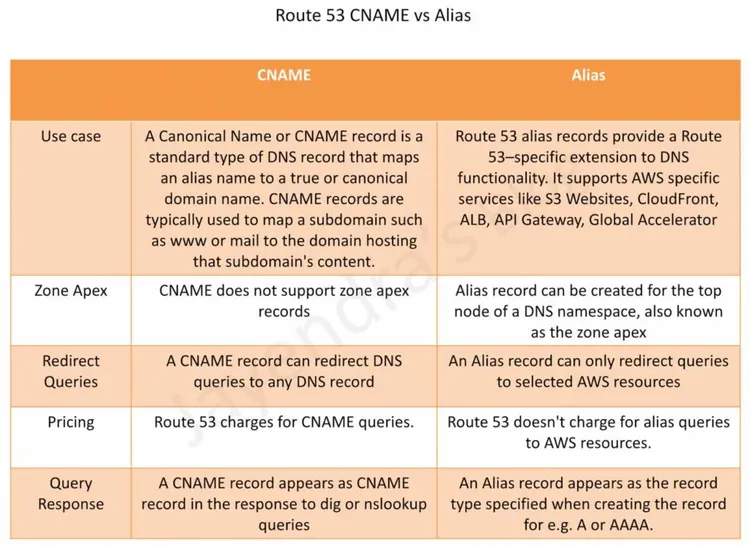 Route 53 CNAME vs Alias
CNAME
Alias
Use case
A Canonical Name or CNAME record is a
standard type of DNS record that maps
an alias name to a true or canonical
domain name. CNAME records are
typically used to map a subdomain such
as www or mail to the domain hosting
that subdomain's content.
Route 53 alias records provide a Route
53–specific extension to DNS
functionality. It supports AWS specific
services like S3 Websites, CloudFront,
ALB, API Gateway, Global Accelerator
Zone Apex
CNAME does not support zone apex
records
Alias record can be created for the top
node of a DNS namespace, also known
as the zone apex
Redirect
Queries
A CNAME record can redirect DNS
queries to any DNS record
An Alias record can only redirect queries
to selected AWS resources
Pricing
Route 53 charges for CNAME queries.
Route 53 doesn't charge for alias queries
to AWS resources.
Query
Response
A CNAME record appears as CNAME
record in the response to dig or nslookup
queries
An Alias record appears as the record
type specified when creating the record
for e.g. A or AAAA.
Jayendra's